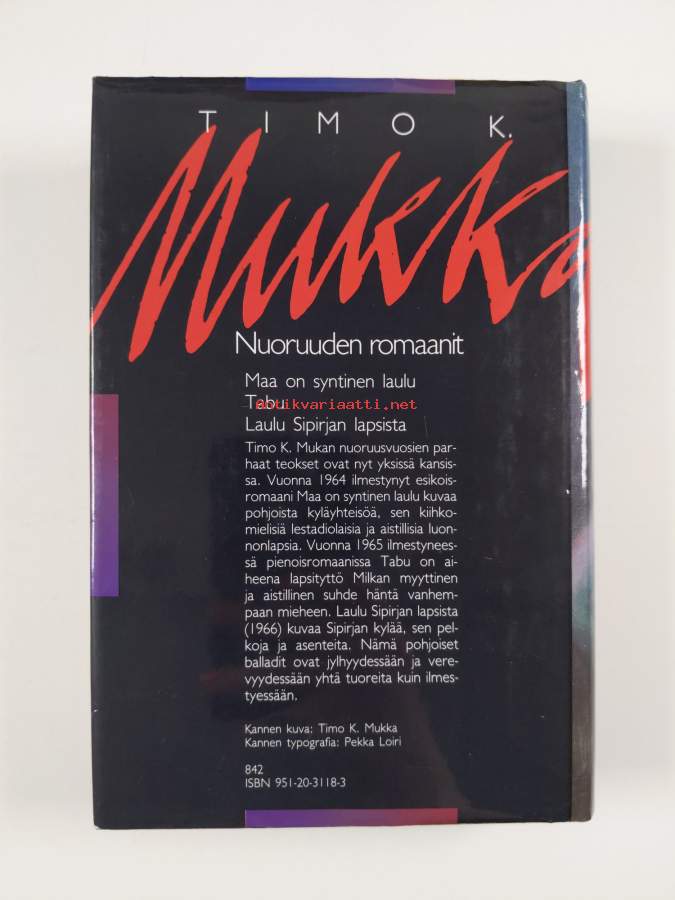 TIMO K.
Mukka
Nuoruuden romaanit
Maa on syntinen laulu
Tabu
antikvariaatti.net
Laulu Sipirjan lapsista
Timo K. Mukan nuoruusvuosien par-
haat teokset ovat nyt yksissä kansis-
sa. Vuonna 1964 ilmestynyt esikois-
romaani Maa on syntinen laulu kuvaa
pohjoista kyläyhteisöä, sen kiihko-
mielisiä lestadiolaisia ja aistillisia luon-
nonlapsia. Vuonna 1965 ilmestynees-
sä pienoisromaanissa Tabu on ai-
heena lapsityttö Milkan myyttinen
ja aistillinen suhde häntä vanhem-
paan mieheen. Laulu Sipirjan lapsista
(1966) kuvaa Sipirjan kylää, sen pel-
koja ja asenteita. Nämä pohjoiset
balladit ovat jylhyydessään ja vere-
vyydessään yhtä tuoreita kuin ilmes-
tyessään.
Kannen kuva: Timo K. Mukka
Kannen typografia: Pekka Loiri
842
ISBN 951-20-3118-3